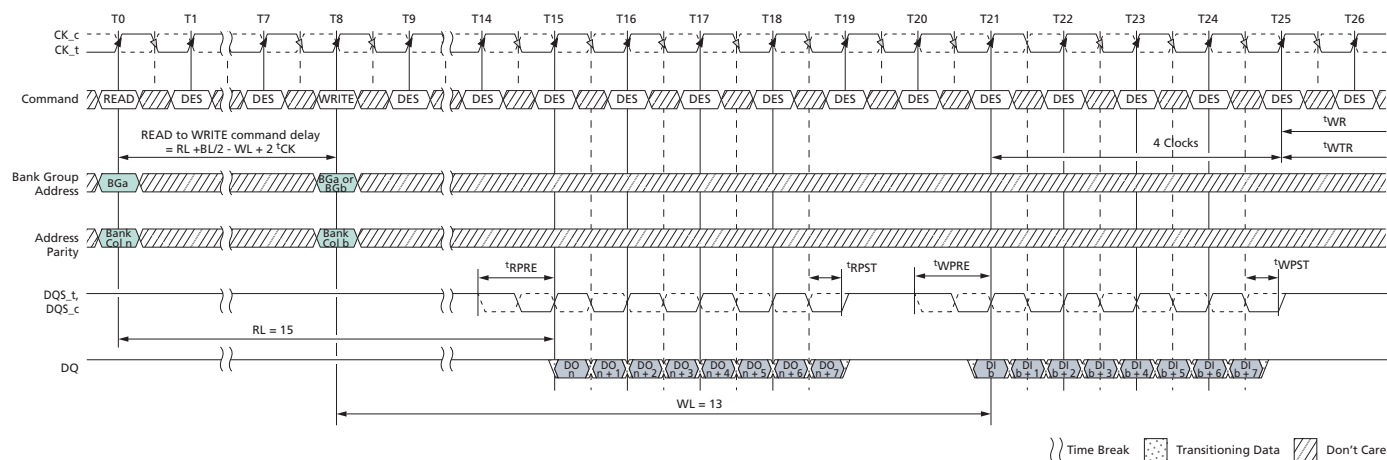 T0 T1 T7 T8 T9 T14 T15 T16 T17 T18 T19 T20 T21 T22 T23 T24 T25 T26
CK_c
CK_t
Command READ DES DES WRITE DES DES DES DES DES DES DES DES DES DES DES DES DES DES
READ to WRITE command delay
= RL +BL/2 - WL + 2 tCK
4 Clocks
tWR
tWTR
Bank Group
Address
BGa
BGa or
BGb
Address
Parity
Bank
Col n
Bank
Col b
tRPRE
tRPST
tWPRE
tWPST
DQS_t,
DQS_c
RL = 15
DQ
DO
n
DO
n + 1
DO
n + 2
DO
n + 3
DO
n + 4
DO
n + 5
DO
n + 6
DO
n + 7
DI
b
DI
b + 1
DI
b + 2
DI
b + 3
DI
b + 4
DI
b + 5
DI
b + 6
DI
b + 7
WL = 13
Time Break
Transitioning Data
Don't Care